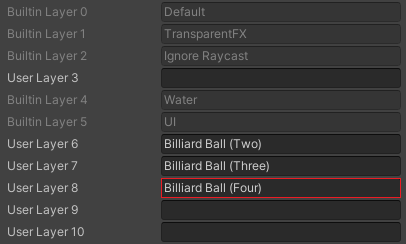 Builtin Layer 0 Default
Builtin Layer 1 TransparentFX
Builtin Layer 2 Ignore Raycast
User Layer 3
Builtin Layer 4 Water
Builtin Layer 5 UI
User Layer 6 Billiard Ball (Two)
User Layer 7 Billiard Ball (Three)
User Layer 8 Billiard Ball (Four)
User Layer 9
User Layer 10